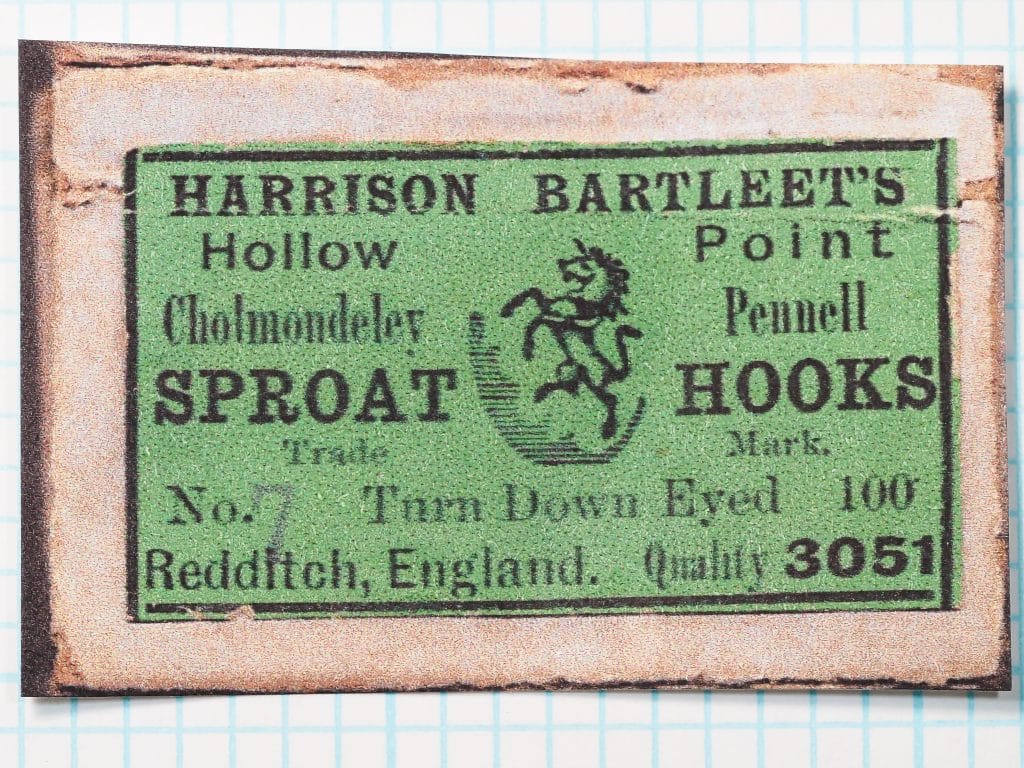 HARRISON BARTLEET'S
Hollow Point
Cholmondeley Pennell
SPROAT HOOKS
Trade Mark.
No. 7 Turn Down Eyed 100
Redditch, England. Quality 3051